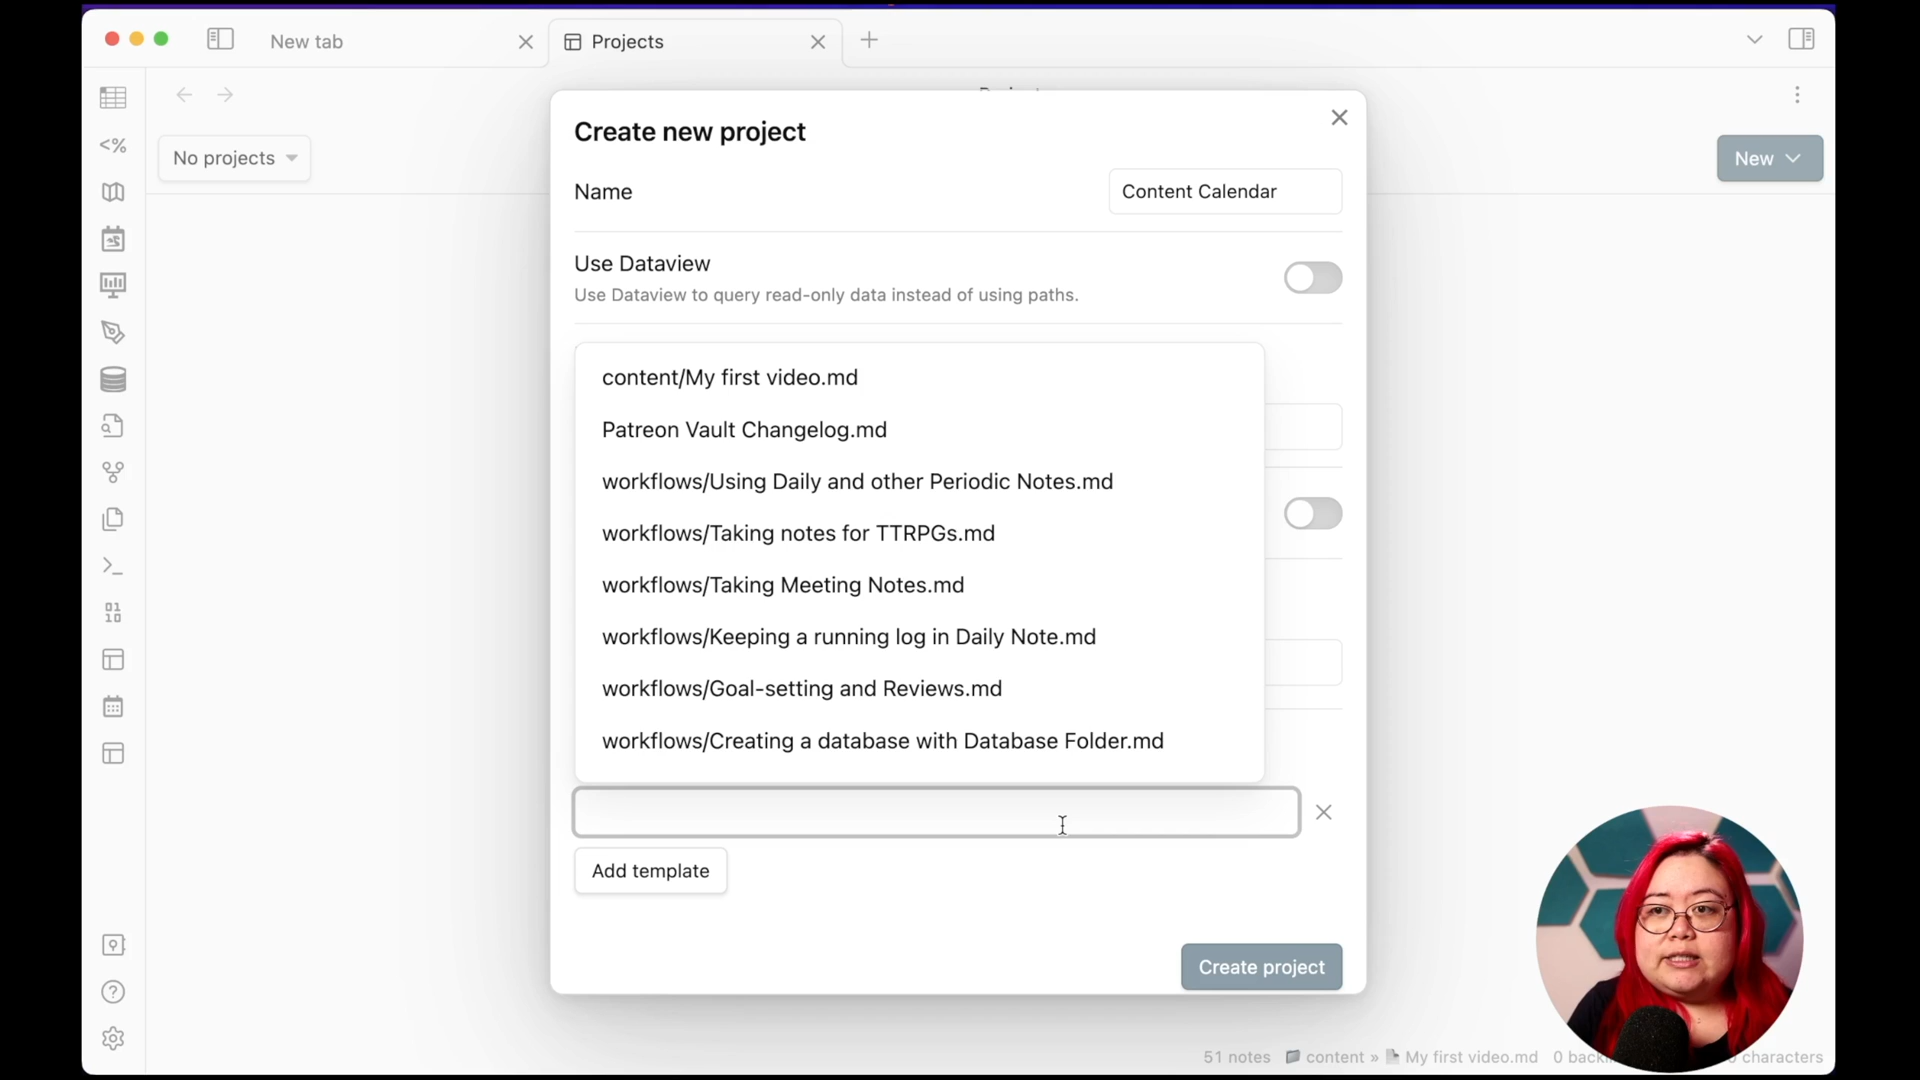 New tab
Projects
No projects
New
Create new project
Name
Content Calendar
Use Dataview
Use Dataview to query read-only data instead of using paths.
content/My first video.md
Patreon Vault Changelog.md
workflows/Using Daily and other Periodic Notes.md
workflows/Taking notes for TTRPGs.md
workflows/Taking Meeting Notes.md
workflows/Keeping a running log in Daily Note.md
workflows/Goal-setting and Reviews.md
workflows/Creating a database with Database Folder.md
Add template
Create project
51 notes content » My first video.md 0 characters